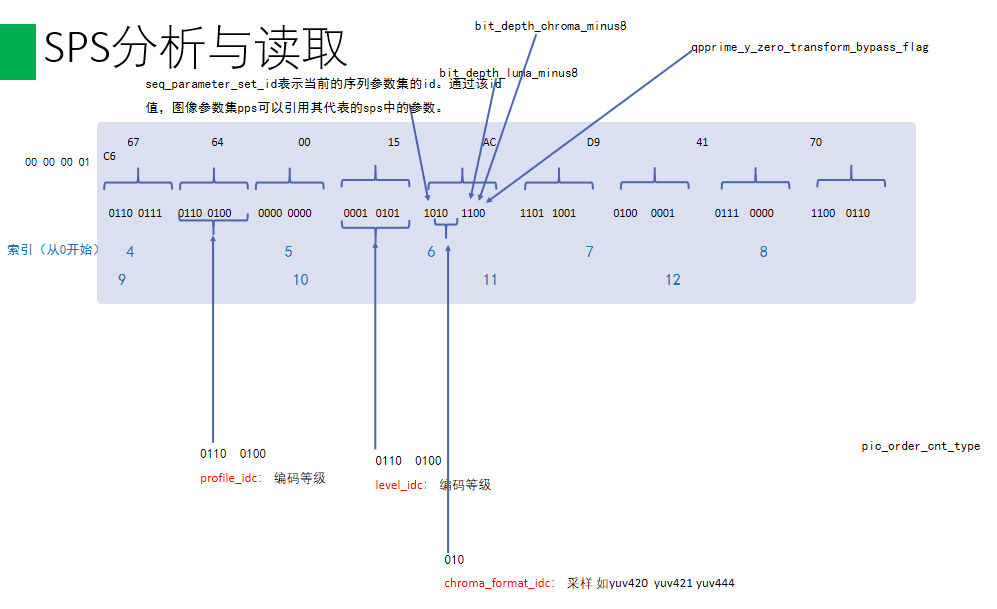 SPS分析与读取
bit_depth_chroma_minus8
qpprime_y_zero_transform_bypass_flag
bit_depth_luma_minus8
seq_parameter_set_id表示当前的序列参数集的id。通过该id
值，图像参数集pps可以引用其代表的sps中的参数。
67 64 00 15 AC D9 41 70
C6
00 00 00 01
0110 0111 0110 0100 0000 0000 0001 0101 1010 1100 1101 1001 0100 0001 0111 0000 1100 0110
索引（从0开始） 4 5 6 7 8
9 10 11 12
0110 0100
profile_idc： 编码等级
0110 0100
level_idc： 编码等级
pic_order_cnt_type
010
chroma_format_idc： 采样 如yuv420 yuv421 yuv444